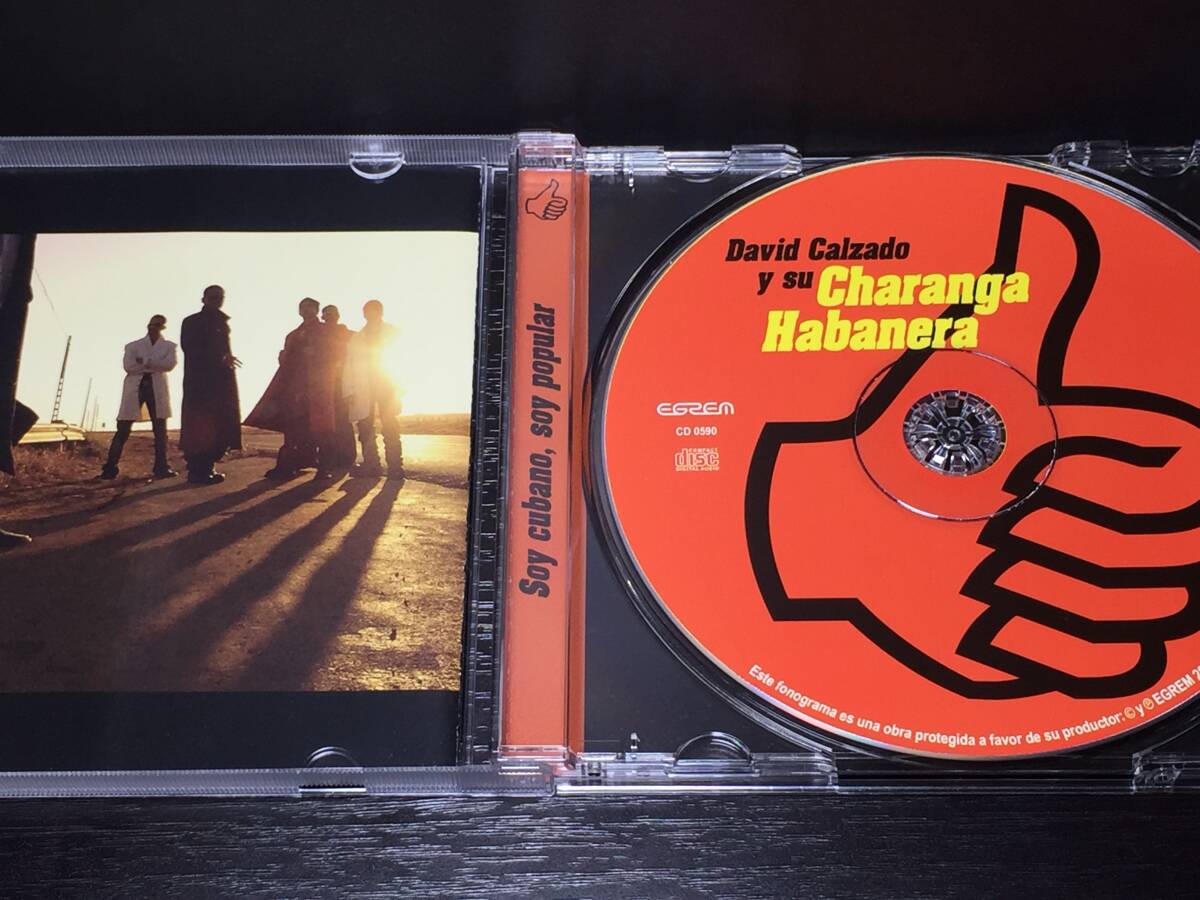 Soy cubano, soy popular
David Calzado
y su Charanga
Habanera
EGREM
CD 0590
COMPACT
disc
DIGITAL AUDIO
Este fonograma es una obra protegida a favor de su productor: © y ℗ EGREM 2